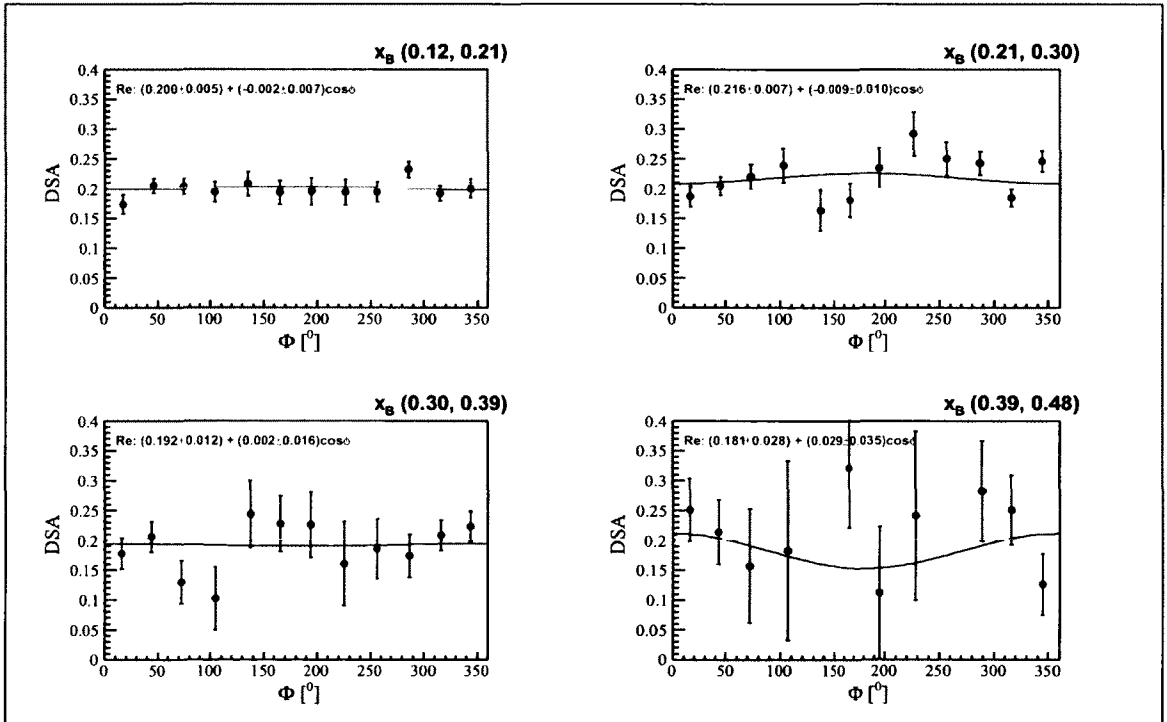 x_B (0.12, 0.21)
Re: (0.200±0.005) + (-0.002±0.007)cosϕ
DSA
0.4
0.35
0.3
0.25
0.2
0.15
0.1
0.05
0
0 50 100 150 200 250 300 350
Φ [⁰]
x_B (0.21, 0.30)
Re: (0.216±0.007) + (-0.009±0.010)cosϕ
DSA
0.4
0.35
0.3
0.25
0.2
0.15
0.1
0.05
0
0 50 100 150 200 250 300 350
Φ [⁰]
x_B (0.30, 0.39)
Re: (0.192±0.012) + (0.002±0.016)cosϕ
DSA
0.4
0.35
0.3
0.25
0.2
0.15
0.1
0.05
0
0 50 100 150 200 250 300 350
Φ [⁰]
x_B (0.39, 0.48)
Re: (0.181±0.028) + (0.029±0.035)cosϕ
DSA
0.4
0.35
0.3
0.25
0.2
0.15
0.1
0.05
0
0 50 100 150 200 250 300 350
Φ [⁰]